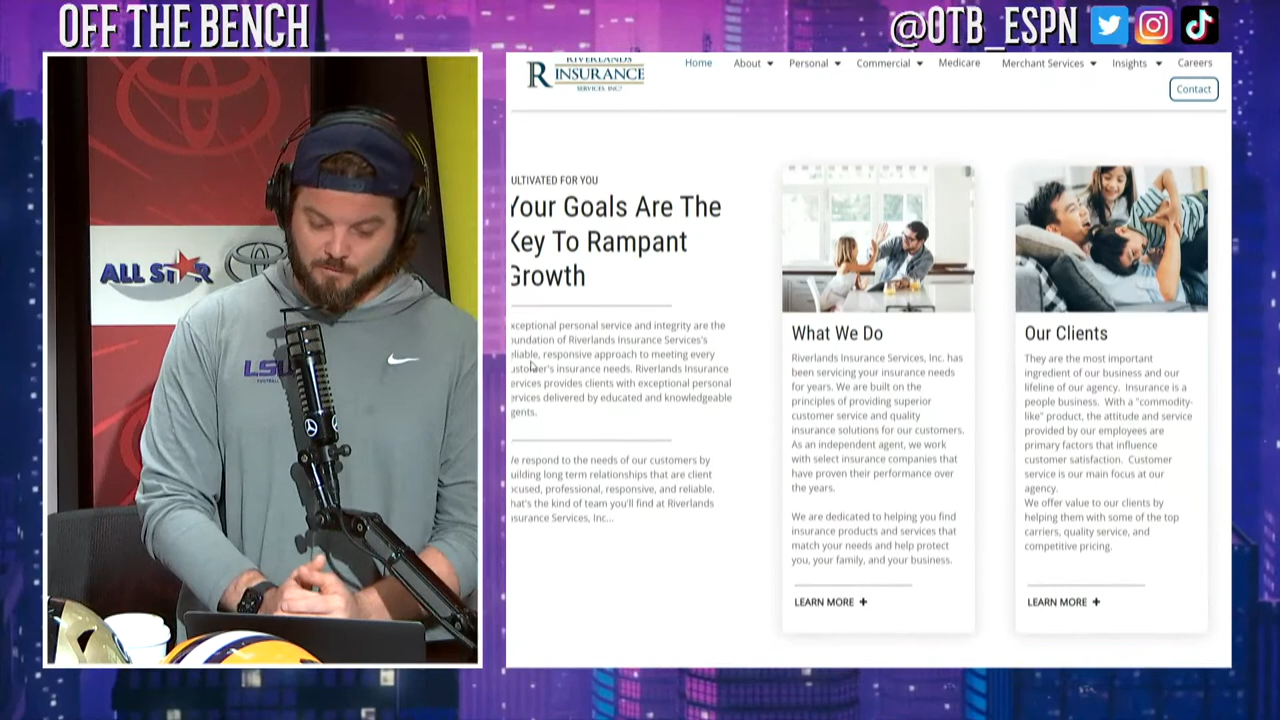 OFF THE BENCH
@OTB_ESPN
ALL STAR
LSU
FOOTBALL
RIVERLANDS
INSURANCE
SERVICES, INC.
Home About Personal Commercial Medicare Merchant Services Insights Careers
Contact
ULTIVATED FOR YOU
Your Goals Are The
Key To Rampant
Growth
xceptional personal service and integrity are the
oundation of Riverlands Insurance Services's
eliable, responsive approach to meeting every
ustomer's insurance needs. Riverlands Insurance
ervices provides clients with exceptional personal
ervices delivered by educated and knowledgeable
gents.
e respond to the needs of our customers by
uilding long term relationships that are client
ocused, professional, responsive, and reliable.
hat's the kind of team you'll find at Riverlands
nsurance Services, Inc...
What We Do
Riverlands Insurance Services, Inc. has
been serving your insurance needs
for years. We are built on the
principles of providing superior
customer service and quality
insurance solutions for our customers.
As an independent agent, we work
with select insurance companies that
have proven their performance over
the years.
We are dedicated to helping you find
insurance products and services that
match your needs and help protect
you, your family, and your business.
LEARN MORE +
Our Clients
They are the most important
ingredient of our business and our
lifeline of our agency. Insurance is a
people business. With a "commodity-
like" product, the attitude and service
provided by our employees are
primary factors that influence
customer satisfaction. Customer
service is our main focus at our
agency.
We offer value to our clients by
helping them with some of the top
carriers, quality service, and
competitive pricing.
LEARN MORE +